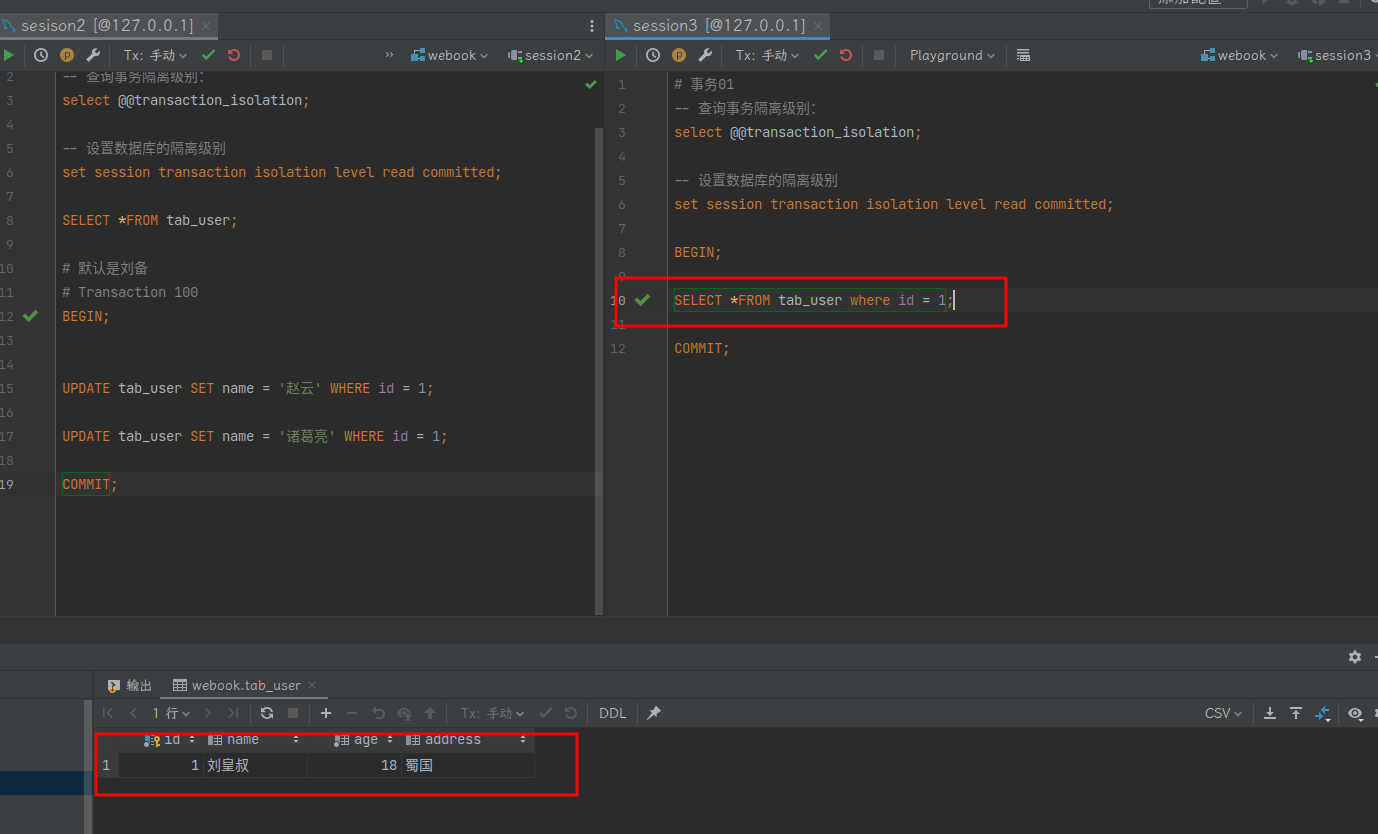 添加配置
sesison2 [@127.0.0.1]
session3 [@127.0.0.1]
Tx: 手动
webook
session2
Tx: 手动
Playground
webook
session3
2 -- 查询事务隔离级别:
3 select @@transaction_isolation;
4
5 -- 设置数据库的隔离级别
6 set session transaction isolation level read committed;
7
8 SELECT *FROM tab_user;
9
10 # 默认是刘备
11 # Transaction 100
12 BEGIN;
13
14
15 UPDATE tab_user SET name = '赵云' WHERE id = 1;
16
17 UPDATE tab_user SET name = '诸葛亮' WHERE id = 1;
18
19 COMMIT;
1 # 事务01
2 -- 查询事务隔离级别:
3 select @@transaction_isolation;
4
5 -- 设置数据库的隔离级别
6 set session transaction isolation level read committed;
7
8 BEGIN;
9
10 SELECT *FROM tab_user where id = 1;
11
12 COMMIT;
输出
webook.tab_user
1 行
Tx: 手动
DDL
CSV
id name age address
1 1 刘皇叔 18 蜀国